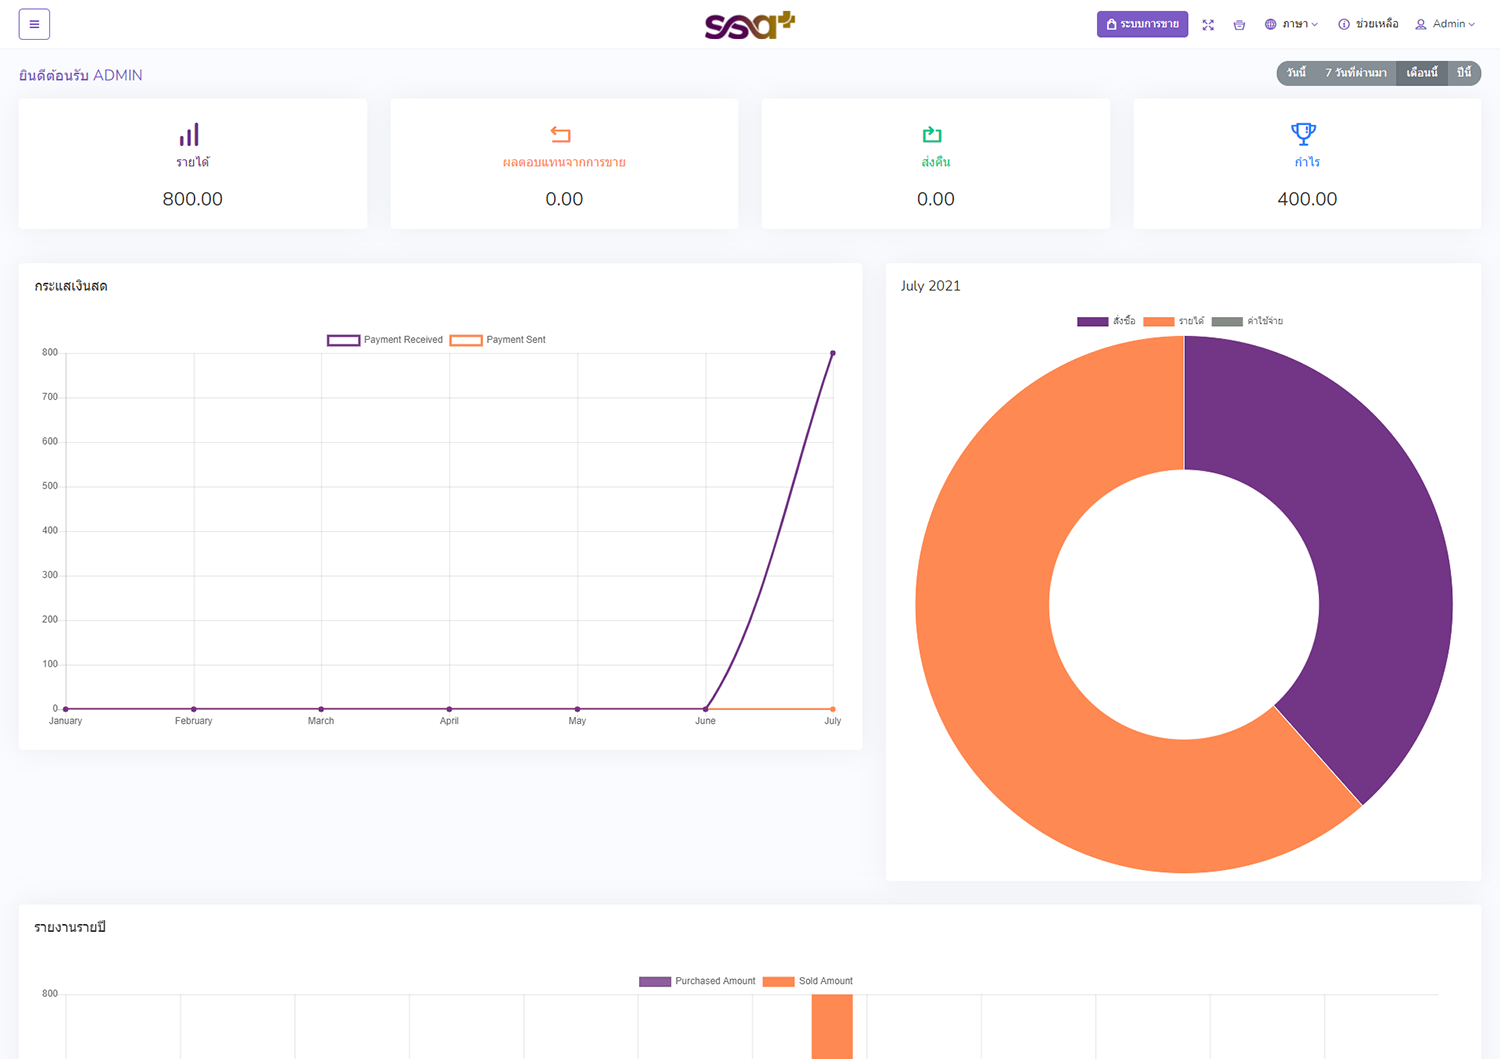 ssa+
ระบบการขาย
ภาษา
ช่วยเหลือ
Admin
ยินดีต้อนรับ ADMIN
วันนี้ 7 วันที่ผ่านมา เดือนนี้ ปีนี้
รายได้
800.00
ผลตอบแทนจากการขาย
0.00
ส่งคืน
0.00
กำไร
400.00
กระแสเงินสด
Payment Received Payment Sent
800
700
600
500
400
300
200
100
0
January February March April May June July
July 2021
สั่งซื้อ รายได้ ค่าใช้จ่าย
รายงานรายปี
Purchased Amount Sold Amount
800